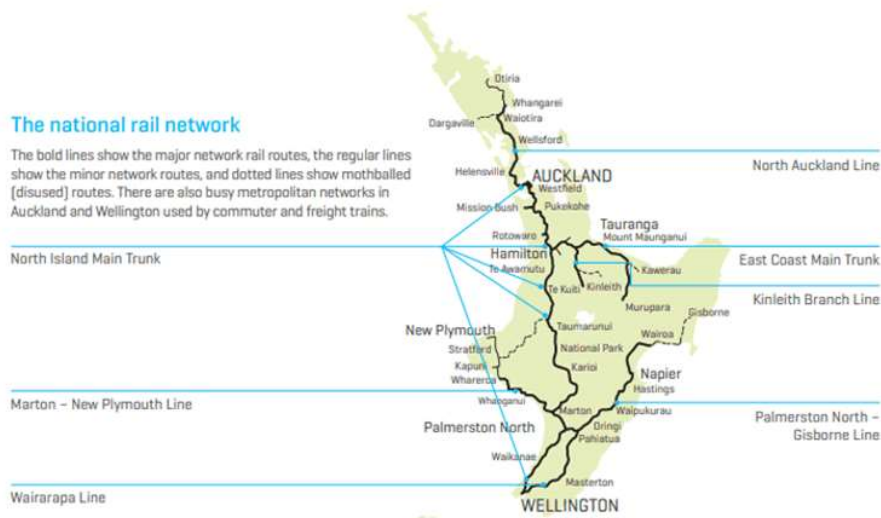 The national rail network
The bold lines show the major network rail routes, the regular lines
show the minor network routes, and dotted lines show mothballed
(disused) routes. There are also busy metropolitan networks in
Auckland and Wellington used by commuter and freight trains.
North Island Main Trunk
Marton – New Plymouth Line
Wairarapa Line
Otiria
Whangarei
Waiotira
Dargaville
Wellsford
Helensville
AUCKLAND
Westfield
Mission Bush
Pukekohe
Rotowaro
Tauranga
Mount Maunganui
Hamilton
Te Awamutu
Kawerau
Te Kuiti
Kinleith
Murupara
Gisborne
New Plymouth
Taumarunui
Wairoa
Stratford
National Park
Kapuni
Karioi
Napier
Whareroa
Hastings
Whanganui
Marton
Waipukurau
Palmerston North
Oringi
Pahiatua
Waikanae
Masterton
WELLINGTON
North Auckland Line
East Coast Main Trunk
Kinleith Branch Line
Palmerston North –
Gisborne Line